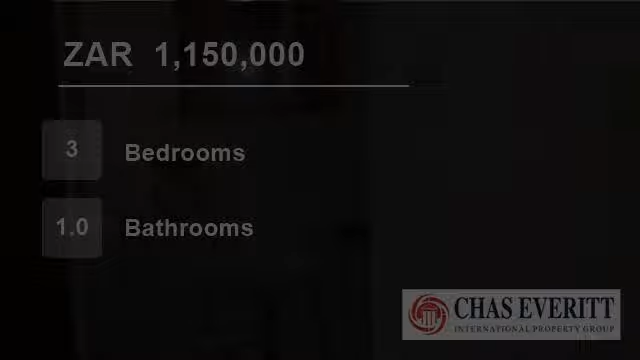 ZAR 1,150,000
3 Bedrooms
1.0 Bathrooms
CHAS EVERITT
INTERNATIONAL PROPERTY GROUP